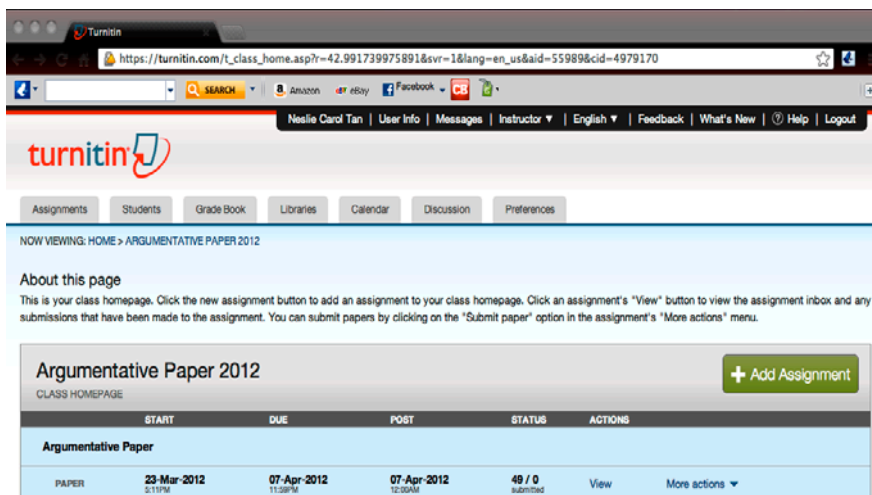 Turnitin
https://turnitin.com/t_class_home.asp?r=42.991739975891&svr=1&lang=en_us&aid=55989&cid=4979170
SEARCH Amazon eBay Facebook CB
Neslie Carol Tan | User Info | Messages | Instructor ▼ | English ▼ | Feedback | What's New | ? Help | Logout
turnitin
Assignments Students Grade Book Libraries Calendar Discussion Preferences
NOW VIEWING: HOME > ARGUMENTATIVE PAPER 2012
About this page
This is your class homepage. Click the new assignment button to add an assignment to your class homepage. Click an assignment's "View" button to view the assignment inbox and any
submissions that have been made to the assignment. You can submit papers by clicking on the "Submit paper" option in the assignment's "More actions" menu.
Argumentative Paper 2012
+ Add Assignment
CLASS HOMEPAGE
START DUE POST STATUS ACTIONS
Argumentative Paper
PAPER 23-Mar-2012 07-Apr-2012 07-Apr-2012 49 / 0 View More actions ▼
5:11PM 11:59PM 12:00AM submitted